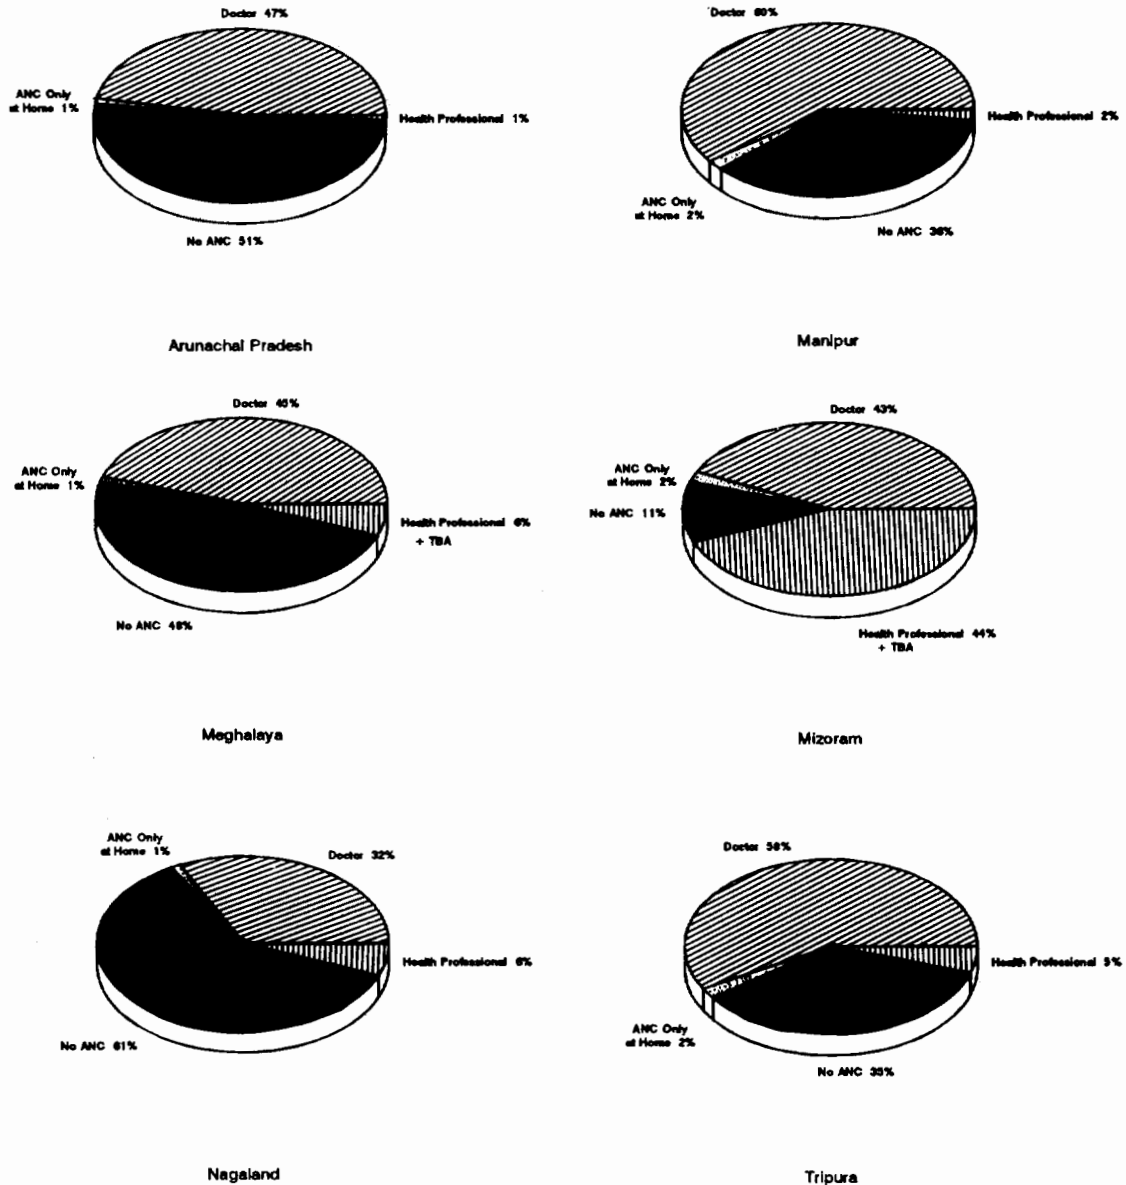 Doctor 47%
ANC Only
at Home 1%
Health Professional 1%
No ANC 51%
Arunachal Pradesh
Doctor 60%
Health Professional 2%
ANC Only
at Home 2%
No ANC 36%
Manipur
Doctor 45%
ANC Only
at Home 1%
Health Professional 6%
+ TBA
No ANC 48%
Meghalaya
Doctor 43%
ANC Only
at Home 2%
No ANC 11%
Health Professional 44%
+ TBA
Mizoram
ANC Only
at Home 1%
Doctor 32%
Health Professional 6%
No ANC 61%
Nagaland
Doctor 58%
Health Professional 5%
ANC Only
at Home 2%
No ANC 35%
Tripura